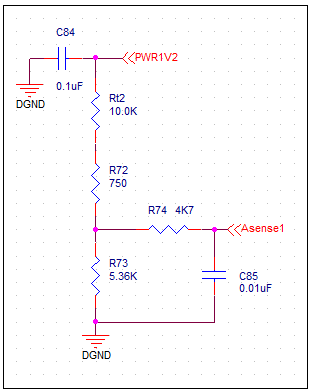 C84
PWR1V2
0.1uF
DGND
Rt2
10.0K
R72
750
R74 4K7
Asense1
R73
5.36K
C85
0.01uF
DGND